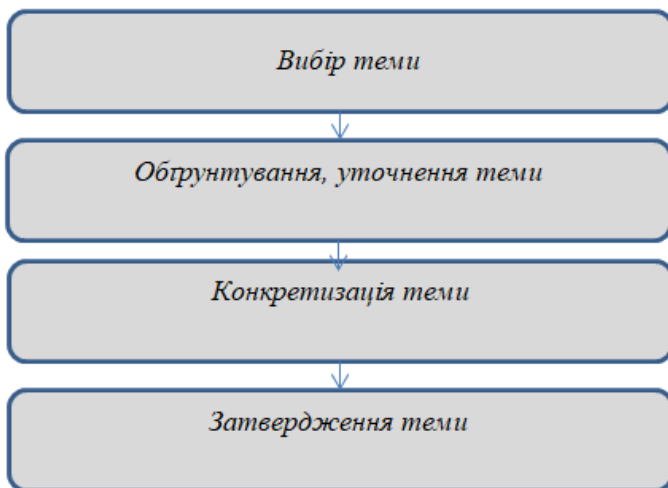 Вибір теми
Обґрунтування, уточнення теми
Конкретизація теми
Затвердження теми